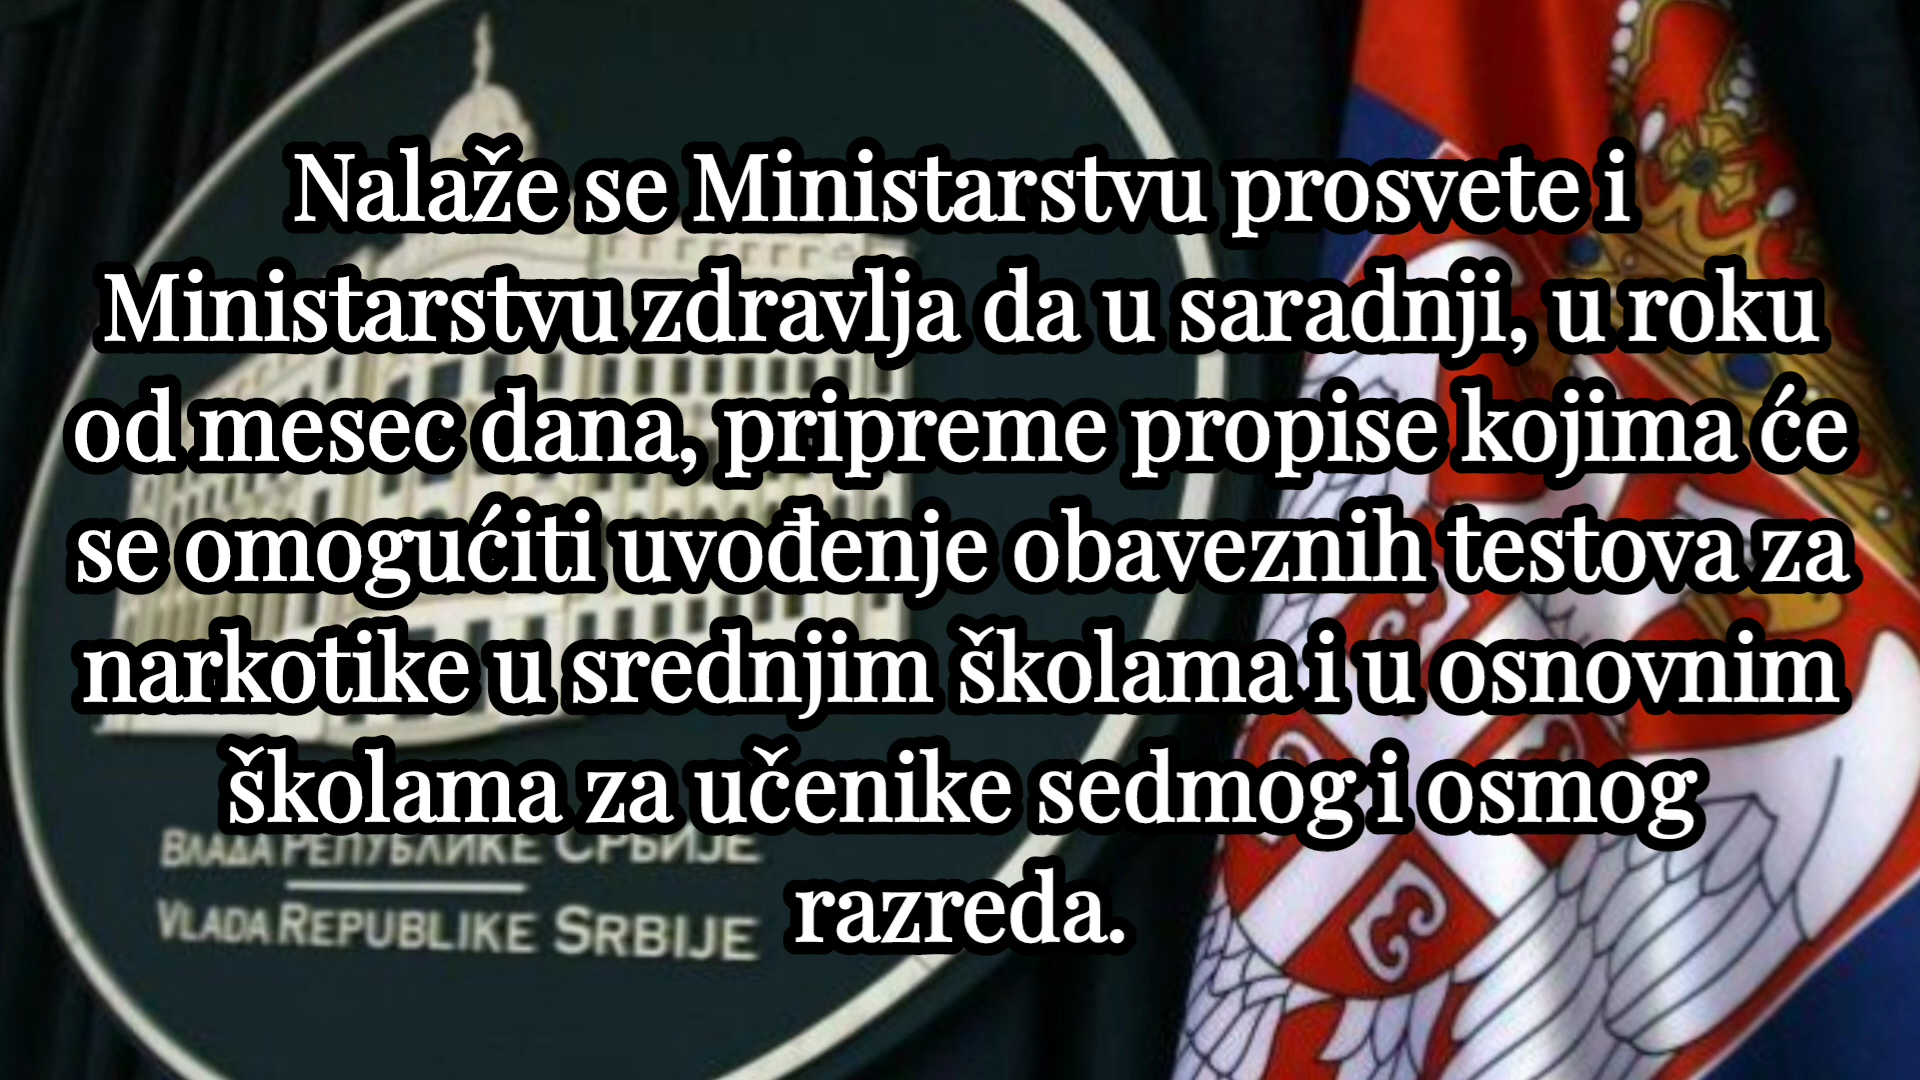 Nalaže se Ministarstvu prosvete i
Ministarstvu zdravlja da u saradnji, u roku
od mesec dana, pripreme propise kojima će
se omogućiti uvođenje obaveznih testova za
narkotike u srednjim školama i u osnovnim
školama za učenike sedmog i osmog
razreda.
ВЛАДА РЕПУБЛИКЕ СРБИЈЕ
VLADA REPUBLIKE SRBIJE